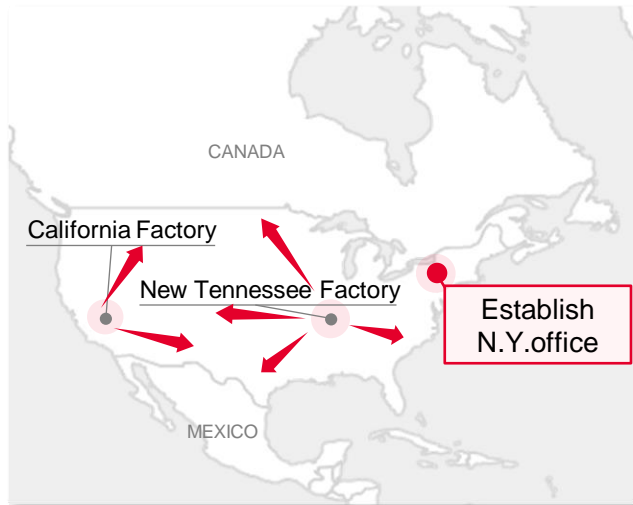 CANADA
California Factory
New Tennessee Factory
Establish
N.Y.office
MEXICO